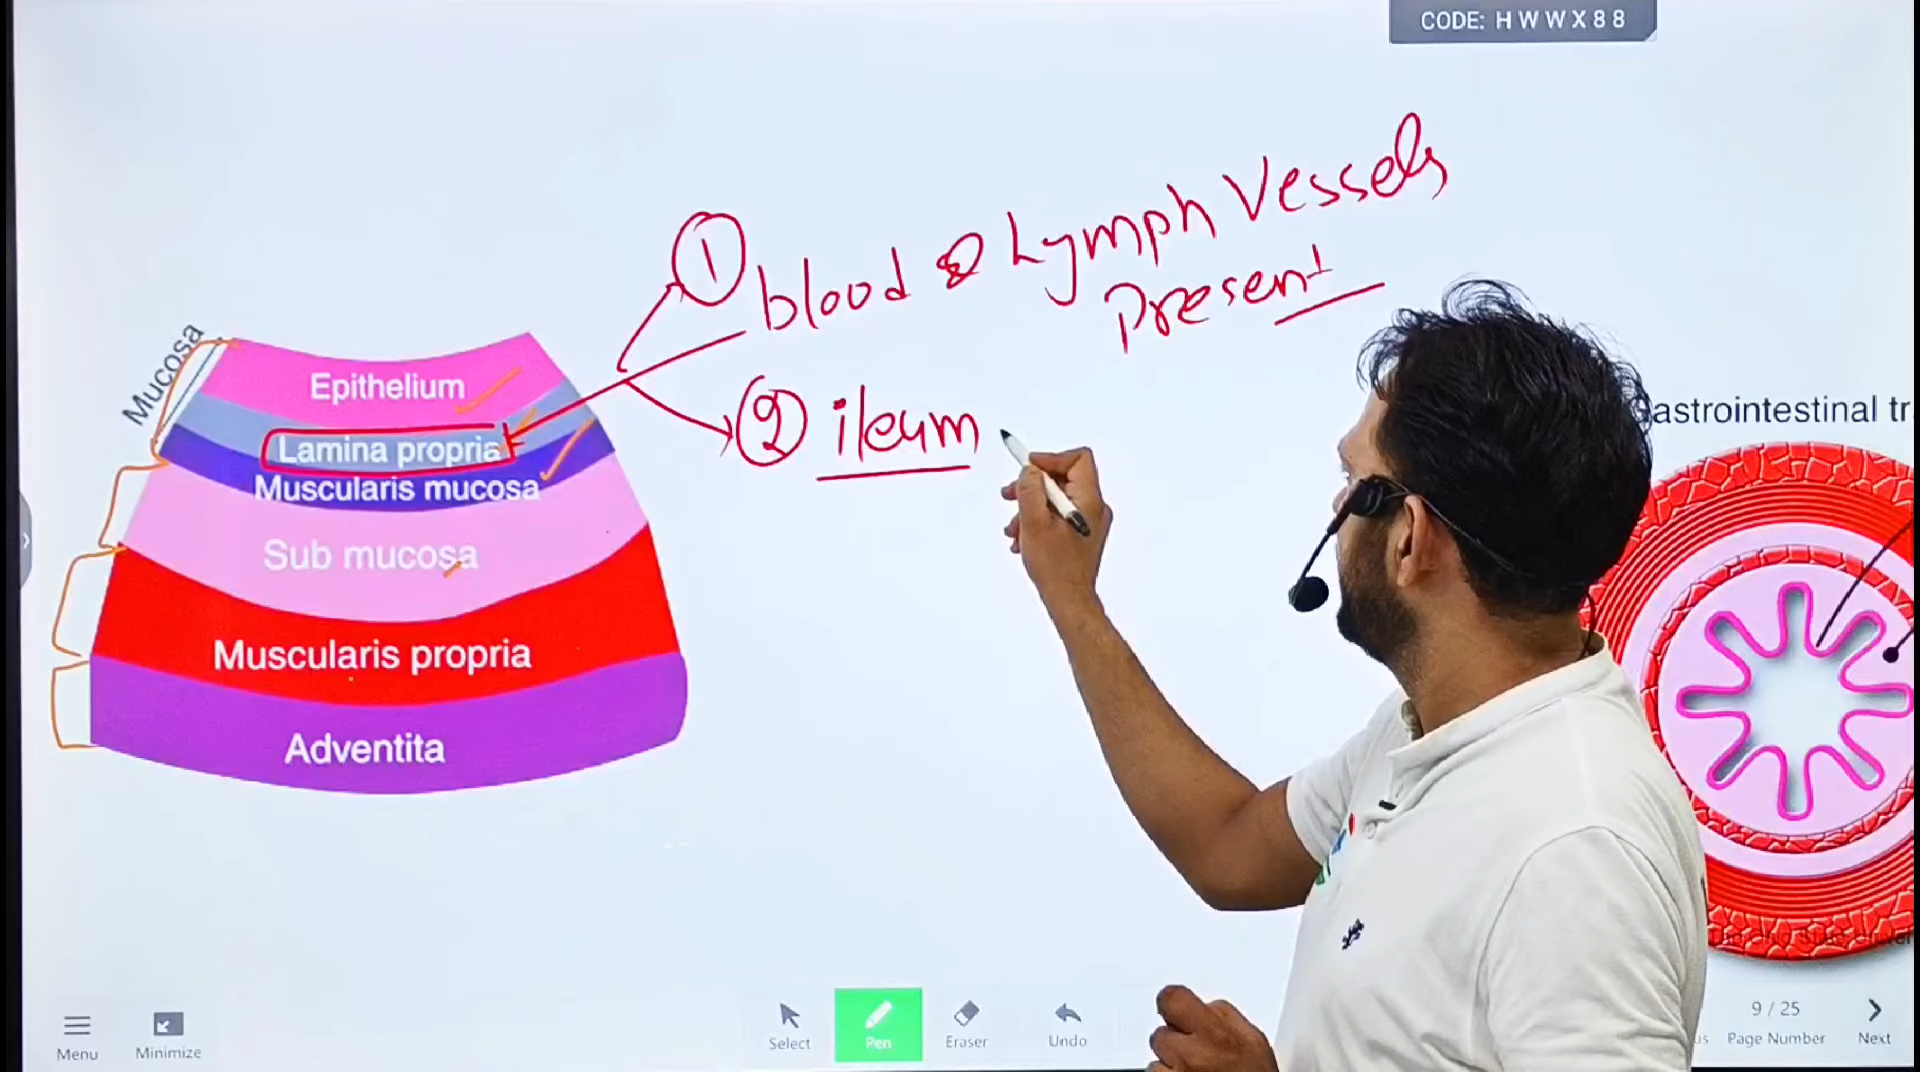 CODE: HWWX88
① blood & Lymph Vessels
Present
② ileum
Mucosa
Epithelium
Lamina propria
Muscularis mucosa
Sub mucosa
Muscularis propria
Adventita
astrointestinal tr
Menu
Minimize
Select
Pen
Eraser
Undo
9 / 25
Page Number
Next